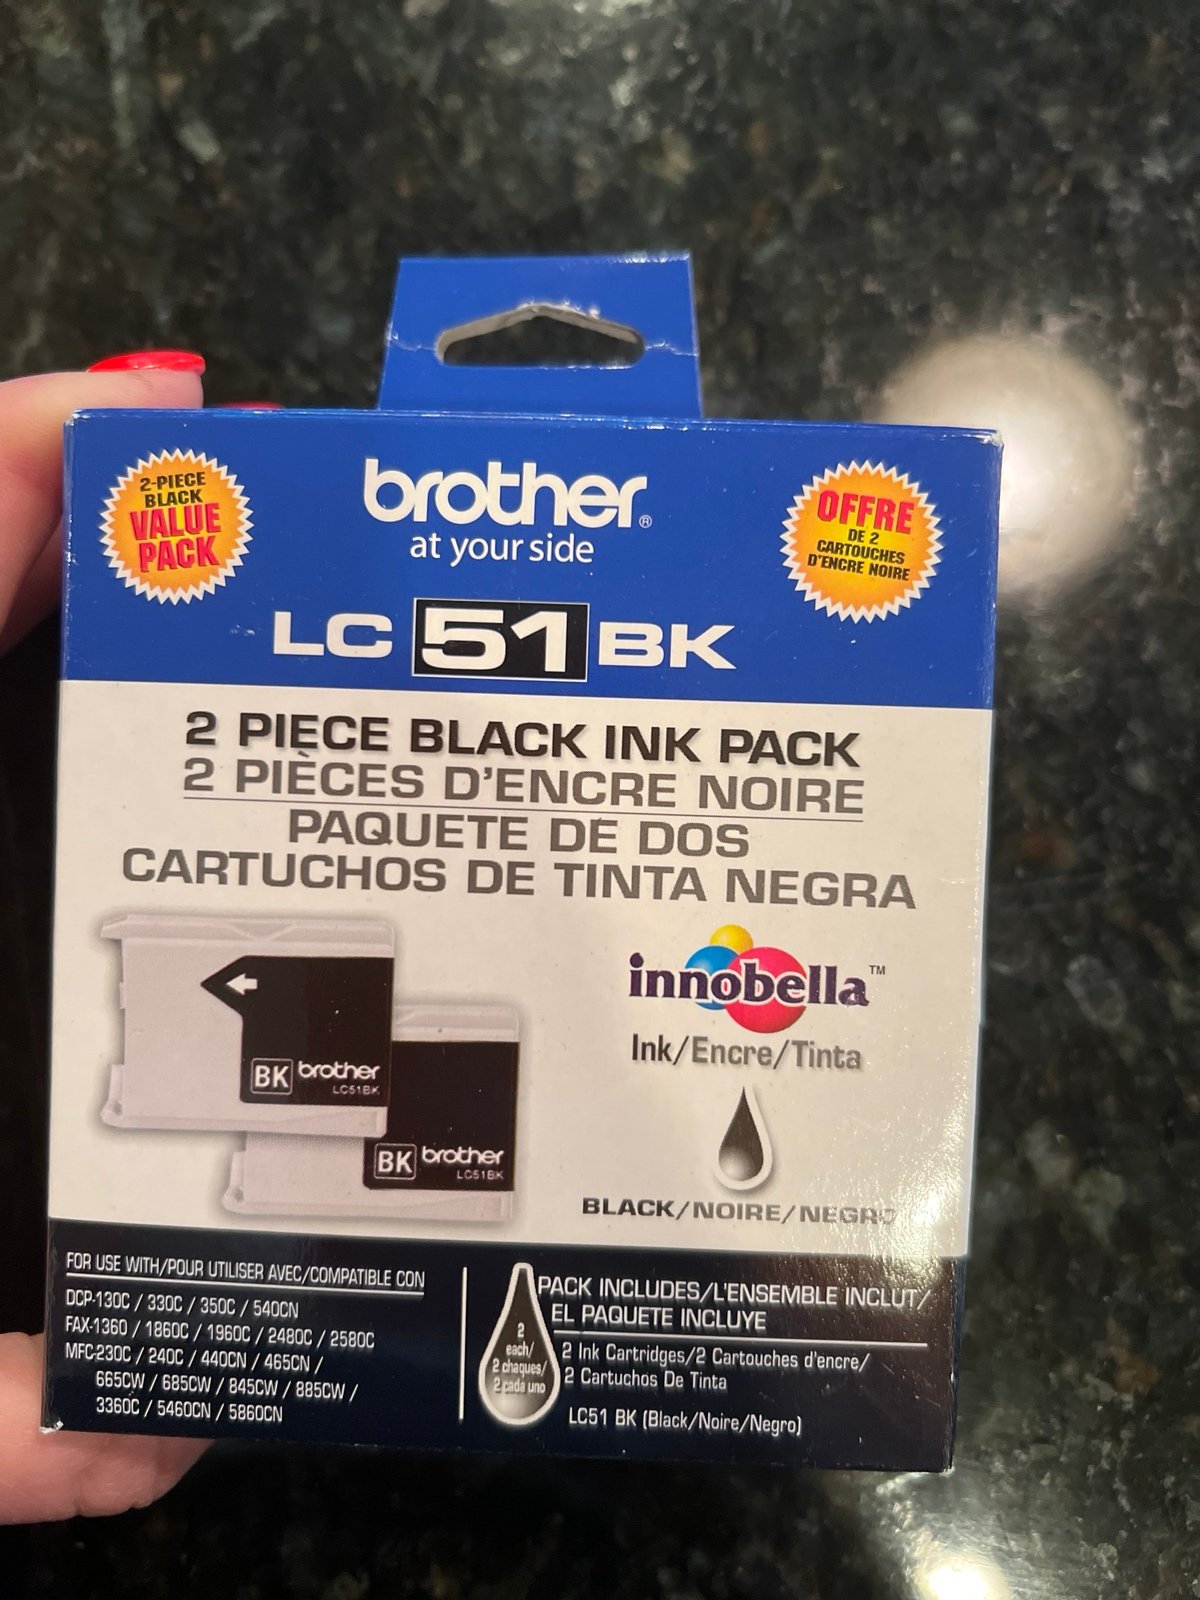 2-PIECE
BLACK
VALUE
PACK
brother®
at your side
OFFRE
DE 2
CARTOUCHES
D'ENCRE NOIRE
LC 51 BK
2 PIECE BLACK INK PACK
2 PIÈCES D'ENCRE NOIRE
PAQUETE DE DOS
CARTUCHOS DE TINTA NEGRA
BK brother
LC51BK
BK brother
LC51BK
innobella™
Ink/Encre/Tinta
BLACK/NOIRE/NEGRO
FOR USE WITH/POUR UTILISER AVEC/COMPATIBLE CON
DCP-130C / 330C / 350C / 540CN
FAX-1360 / 1860C / 1960C / 2480C / 2580C
MFC-230C / 240C / 440CN / 465CN /
665CW / 685CW / 845CW / 885CW /
3360C / 5460CN / 5860CN
2
each/
2 chaques/
2 cada uno
PACK INCLUDES/L'ENSEMBLE INCLUT/
EL PAQUETE INCLUYE
2 Ink Cartridges/2 Cartouches d'encre/
2 Cartuchos De Tinta
LC51 BK (Black/Noire/Negro)